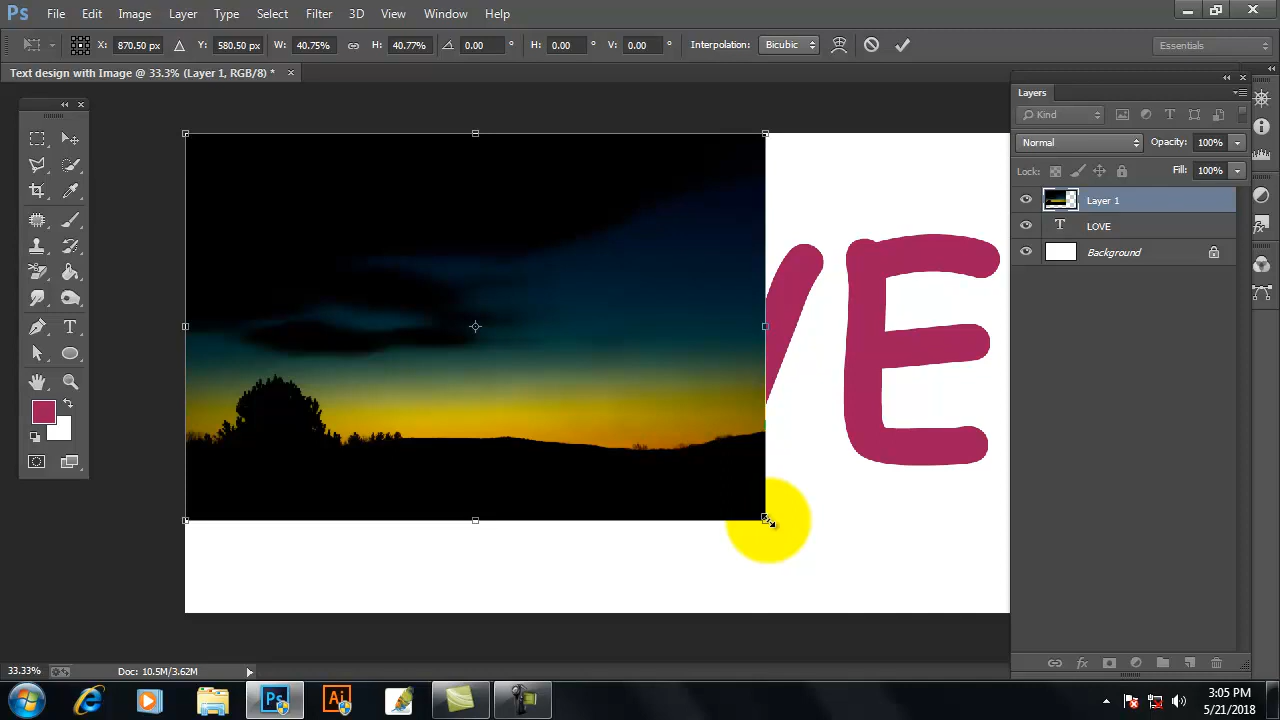 Ps File Edit Image Layer Type Select Filter 3D View Window Help
X: 870.50 px Y: 580.50 px W: 40.75% H: 40.77% 0.00 ° H: 0.00 ° V: 0.00 ° Interpolation: Bicubic Essentials
Text design with Image @ 33.3% (Layer 1, RGB/8) *
Layers
Kind
Normal Opacity: 100%
Lock: Fill: 100%
Layer 1
T LOVE
Background
VE
33.33% Doc: 10.5M/3.62M
Ps Ai
3:05 PM
5/21/2018